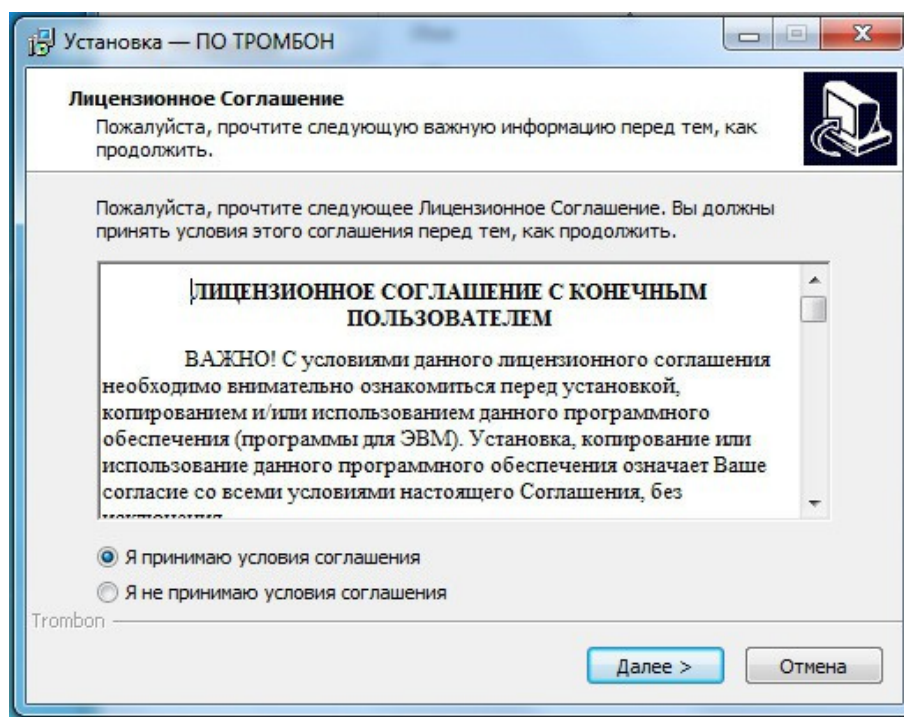 Установка — ПО ТРОМБОН
Лицензионное Соглашение
Пожалуйста, прочтите следующую важную информацию перед тем, как
продолжить.
Пожалуйста, прочтите следующее Лицензионное Соглашение. Вы должны
принять условия этого соглашения перед тем, как продолжить.
ЛИЦЕНЗИОННОЕ СОГЛАШЕНИЕ С КОНЕЧНЫМ
ПОЛЬЗОВАТЕЛЕМ
ВАЖНО! С условиями данного лицензионного соглашения
необходимо внимательно ознакомиться перед установкой,
копированием и/или использованием данного программного
обеспечения (программы для ЭВМ). Установка, копирование или
использование данного программного обеспечения означает Ваше
согласие со всеми условиями настоящего Соглашения, без
Я принимаю условия соглашения
Я не принимаю условия соглашения
Trombon
Далее >
Отмена